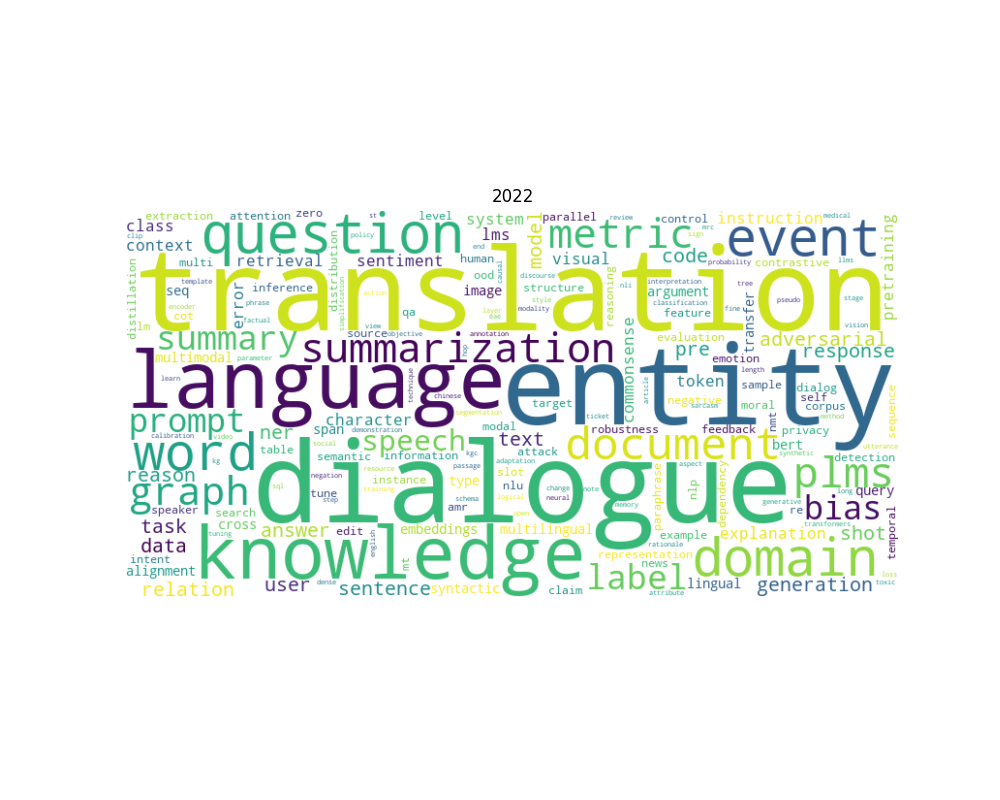 2022
extraction attention zero st level system parallel review control instruction medical
class question lms model metric sign mrc event
clip policy end code probability contrastive llms pretraining
context multi retrieval sentiment human visual
template translation ood causal discourse nli reasoning interpretation tree pseudo
distillation seq inference distribution image structure argument
encoder cot error phrase simplification action layer style feature classification fine stage
lm factual view qa eae modality transfer vision
summary source objective annotation evaluation adversarial
multimodal parameter summarization hop commonsense pre emotion response
learn language technique chinese entity article token length sample dialog
negative sarcasm moral self corpus sequence
prompt character segmentation target ticket nmt method
ner span speech modal text robustness feedback privacy utterance
calibration video social document bert synthetic detection
word table semantic information kgc adaptation attack aspect plms
reason kg negation resource passage slot paraphrase dependency nlp
sql instance training type nlu change note generative long query
graph tune schema logical neural memory bias re
speaker step dialogue amr open transformers temporal
task search tuning cross answer edit embeddings multilingual example explanation shot
data english knowledge mt rationale domain
intent representation loss
alignment news
relation user dense sentence syntactic claim label attribute lingual generation toxic